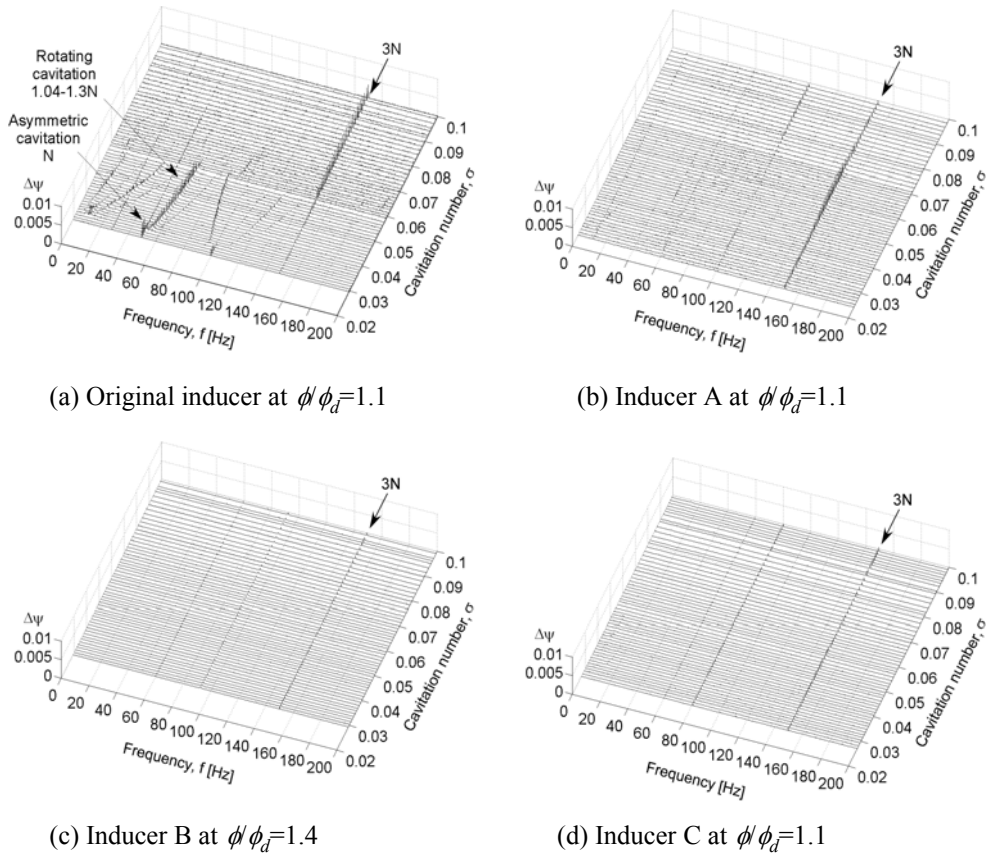 3N
Rotating
cavitation
1.04-1.3N
Asymmetric
cavitation
N
Δψ
0.01
0.005
0
0 20 40 60 80 100 120 140 160 180 200
Frequency, f [Hz]
0.02 0.03 0.04 0.05 0.06 0.07 0.08 0.09 0.1
Cavitation number, σ
(a) Original inducer at ϕ/ϕd=1.1
3N
Δψ
0.01
0.005
0
0 20 40 60 80 100 120 140 160 180 200
Frequency, f [Hz]
0.02 0.03 0.04 0.05 0.06 0.07 0.08 0.09 0.1
Cavitation number, σ
(b) Inducer A at ϕ/ϕd=1.1
3N
Δψ
0.01
0.005
0
0 20 40 60 80 100 120 140 160 180 200
Frequency, f [Hz]
0.02 0.03 0.04 0.05 0.06 0.07 0.08 0.09 0.1
Cavitation number, σ
(c) Inducer B at ϕ/ϕd=1.4
3N
Δψ
0.01
0.005
0
0 20 40 60 80 100 120 140 160 180 200
Frequency [Hz]
0.02 0.03 0.04 0.05 0.06 0.07 0.08 0.09 0.1
Cavitation number, σ
(d) Inducer C at ϕ/ϕd=1.1